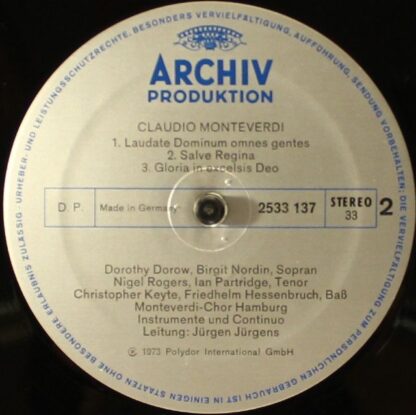 URHEBER- UND LEISTUNGSSCHUTZRECHTE, BESONDERS VERVIELFÄLTIGUNG, AUFFÜHRUNG, SENDUNG VORBEHALTEN; DIE VERVIELFÄLTIGUNG ZUM PERSÖNLICHEN GEBRAUCH IST IN EINIGEN STAATEN OHNE BESONDERE ERLAUBNIS ZULÄSSIG
ARCHIV
PRODUKTION
CLAUDIO MONTEVERDI
1. Laudate Dominum omnes gentes
2. Salve Regina
3. Gloria in excelsis Deo
D. P. Made in Germany 2533 137 STEREO 33 2
Dorothy Dorow, Birgit Nordin, Sopran
Nigel Rogers, Ian Partridge, Tenor
Christopher Keyte, Friedhelm Hessenbruch, Baß
Monteverdi-Chor Hamburg
Instrumente und Continuo
Leitung: Jürgen Jürgens
℗ 1973 Polydor International GmbH